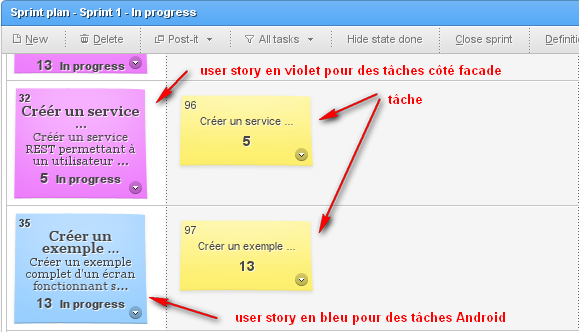 Sprint plan - Sprint 1 - In progress
New Delete Post-it All tasks Hide state done Close sprint Definiti
13 In progress
user story en violet pour des tâches côté facade
32
Créér un service
...
Créér un service
REST permettant à
un utilisateur ...
5 In progress
96
Créer un service ...
5
tâche
35
Créer un
exemple ...
Créer un exemple
complet d'un écran
fonctionnant s...
13 In progress
97
Créer un exemple ...
13
user story en bleu pour des tâches Android